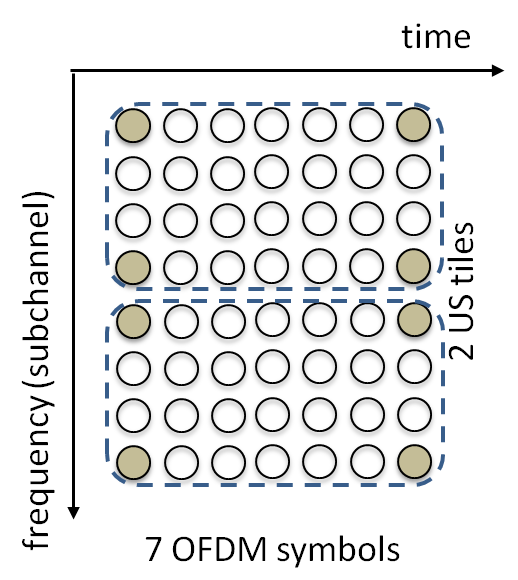 time
frequency (subchannel)
2 US tiles
7 OFDM symbols